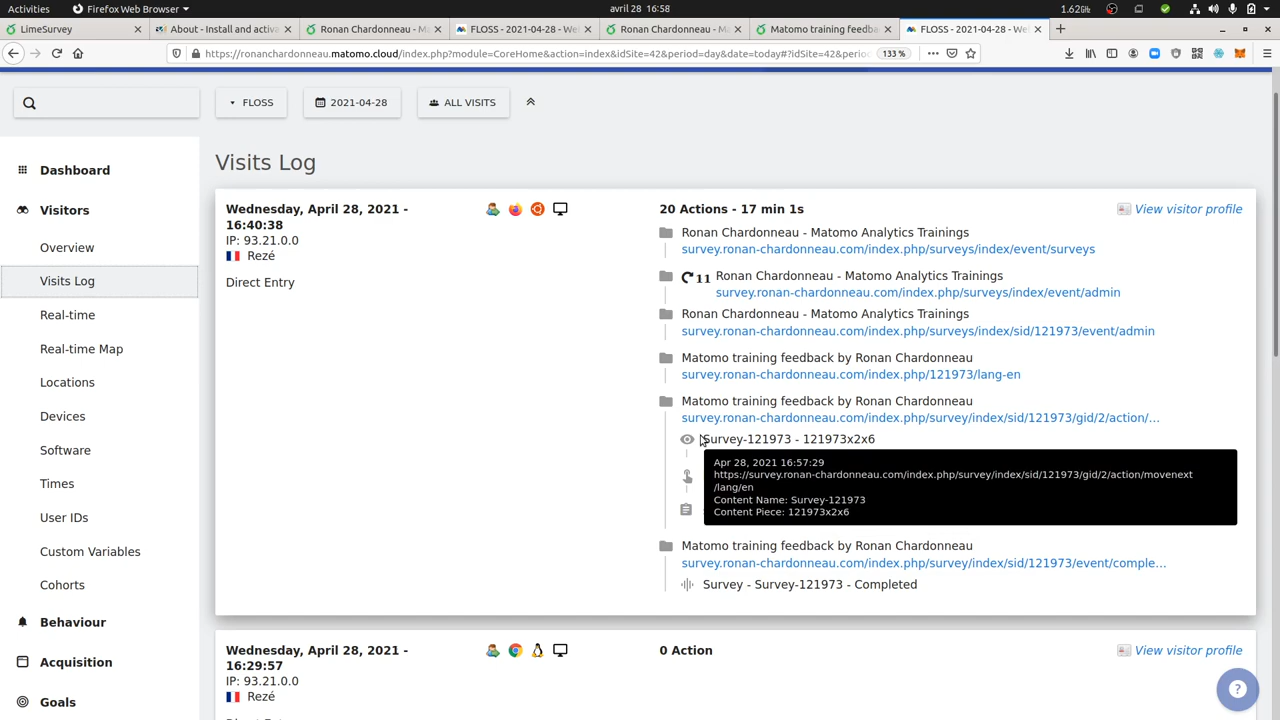 Activities
Firefox Web Browser
avril 28 16:58
1.62GiB
LimeSurvey
About - Install and activa
Ronan Chardonneau - Ma
FLOSS - 2021-04-28 - Wel
Ronan Chardonneau - Ma
Matomo training feedba
FLOSS - 2021-04-28 - We
https://ronanchardonneau.matomo.cloud/index.php?module=CoreHome&action=index&idSite=42&period=day&date=today#?idSite=42&perio
133 %
FLOSS
2021-04-28
ALL VISITS
Dashboard
Visitors
Overview
Visits Log
Real-time
Real-time Map
Locations
Devices
Software
Times
User IDs
Custom Variables
Cohorts
Behaviour
Acquisition
Goals
Visits Log
Wednesday, April 28, 2021 -
16:40:38
IP: 93.21.0.0
Rezé
Direct Entry
20 Actions - 17 min 1s
View visitor profile
Ronan Chardonneau - Matomo Analytics Trainings
survey.ronan-chardonneau.com/index.php/surveys/index/event/surveys
11 Ronan Chardonneau - Matomo Analytics Trainings
survey.ronan-chardonneau.com/index.php/surveys/index/event/admin
Ronan Chardonneau - Matomo Analytics Trainings
survey.ronan-chardonneau.com/index.php/surveys/index/sid/121973/event/admin
Matomo training feedback by Ronan Chardonneau
survey.ronan-chardonneau.com/index.php/121973/lang-en
Matomo training feedback by Ronan Chardonneau
survey.ronan-chardonneau.com/index.php/survey/index/sid/121973/gid/2/action/...
Survey-121973 - 121973x2x6
Apr 28, 2021 16:57:29
https://survey.ronan-chardonneau.com/index.php/survey/index/sid/121973/gid/2/action/movenext
/lang/en
Content Name: Survey-121973
Content Piece: 121973x2x6
Matomo training feedback by Ronan Chardonneau
survey.ronan-chardonneau.com/index.php/survey/index/sid/121973/event/comple...
Survey - Survey-121973 - Completed
Wednesday, April 28, 2021 -
16:29:57
IP: 93.21.0.0
Rezé
0 Action
View visitor profile